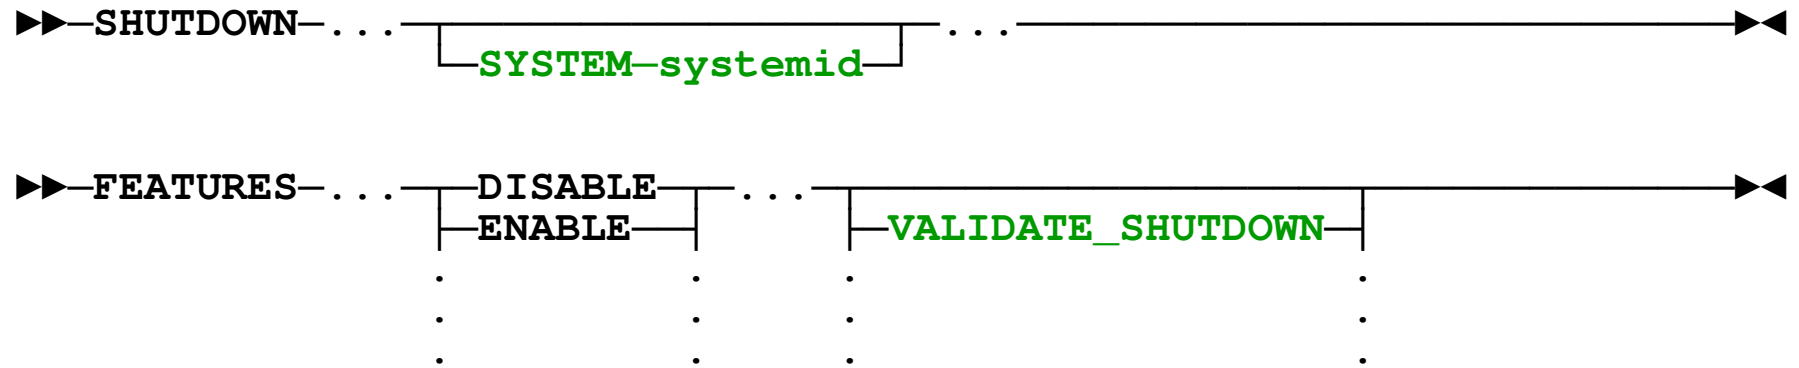 ▶▶─SHUTDOWN─...─┬─────────────────┬─...─▶◀
└─SYSTEM─systemid─┘
▶▶─FEATURES─...─┬─DISABLE─┬─...─┬───────────────────┬─▶◀
├─ENABLE──┤ ├─VALIDATE_SHUTDOWN─┤
. . . .
. . . .
. . . .